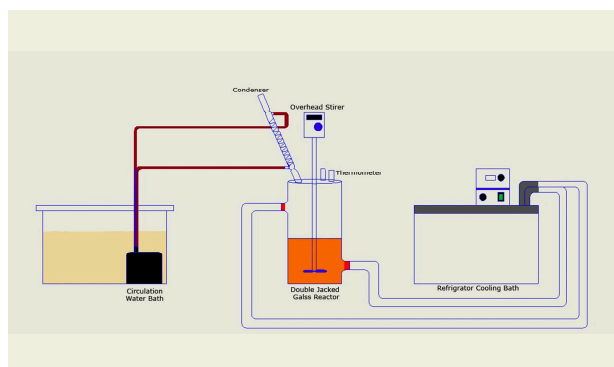 Condenser
Overhead Stirer
Thermometer
Circulation
Water Bath
Double Jacked
Galss Reactor
Refrigrator Cooling Bath